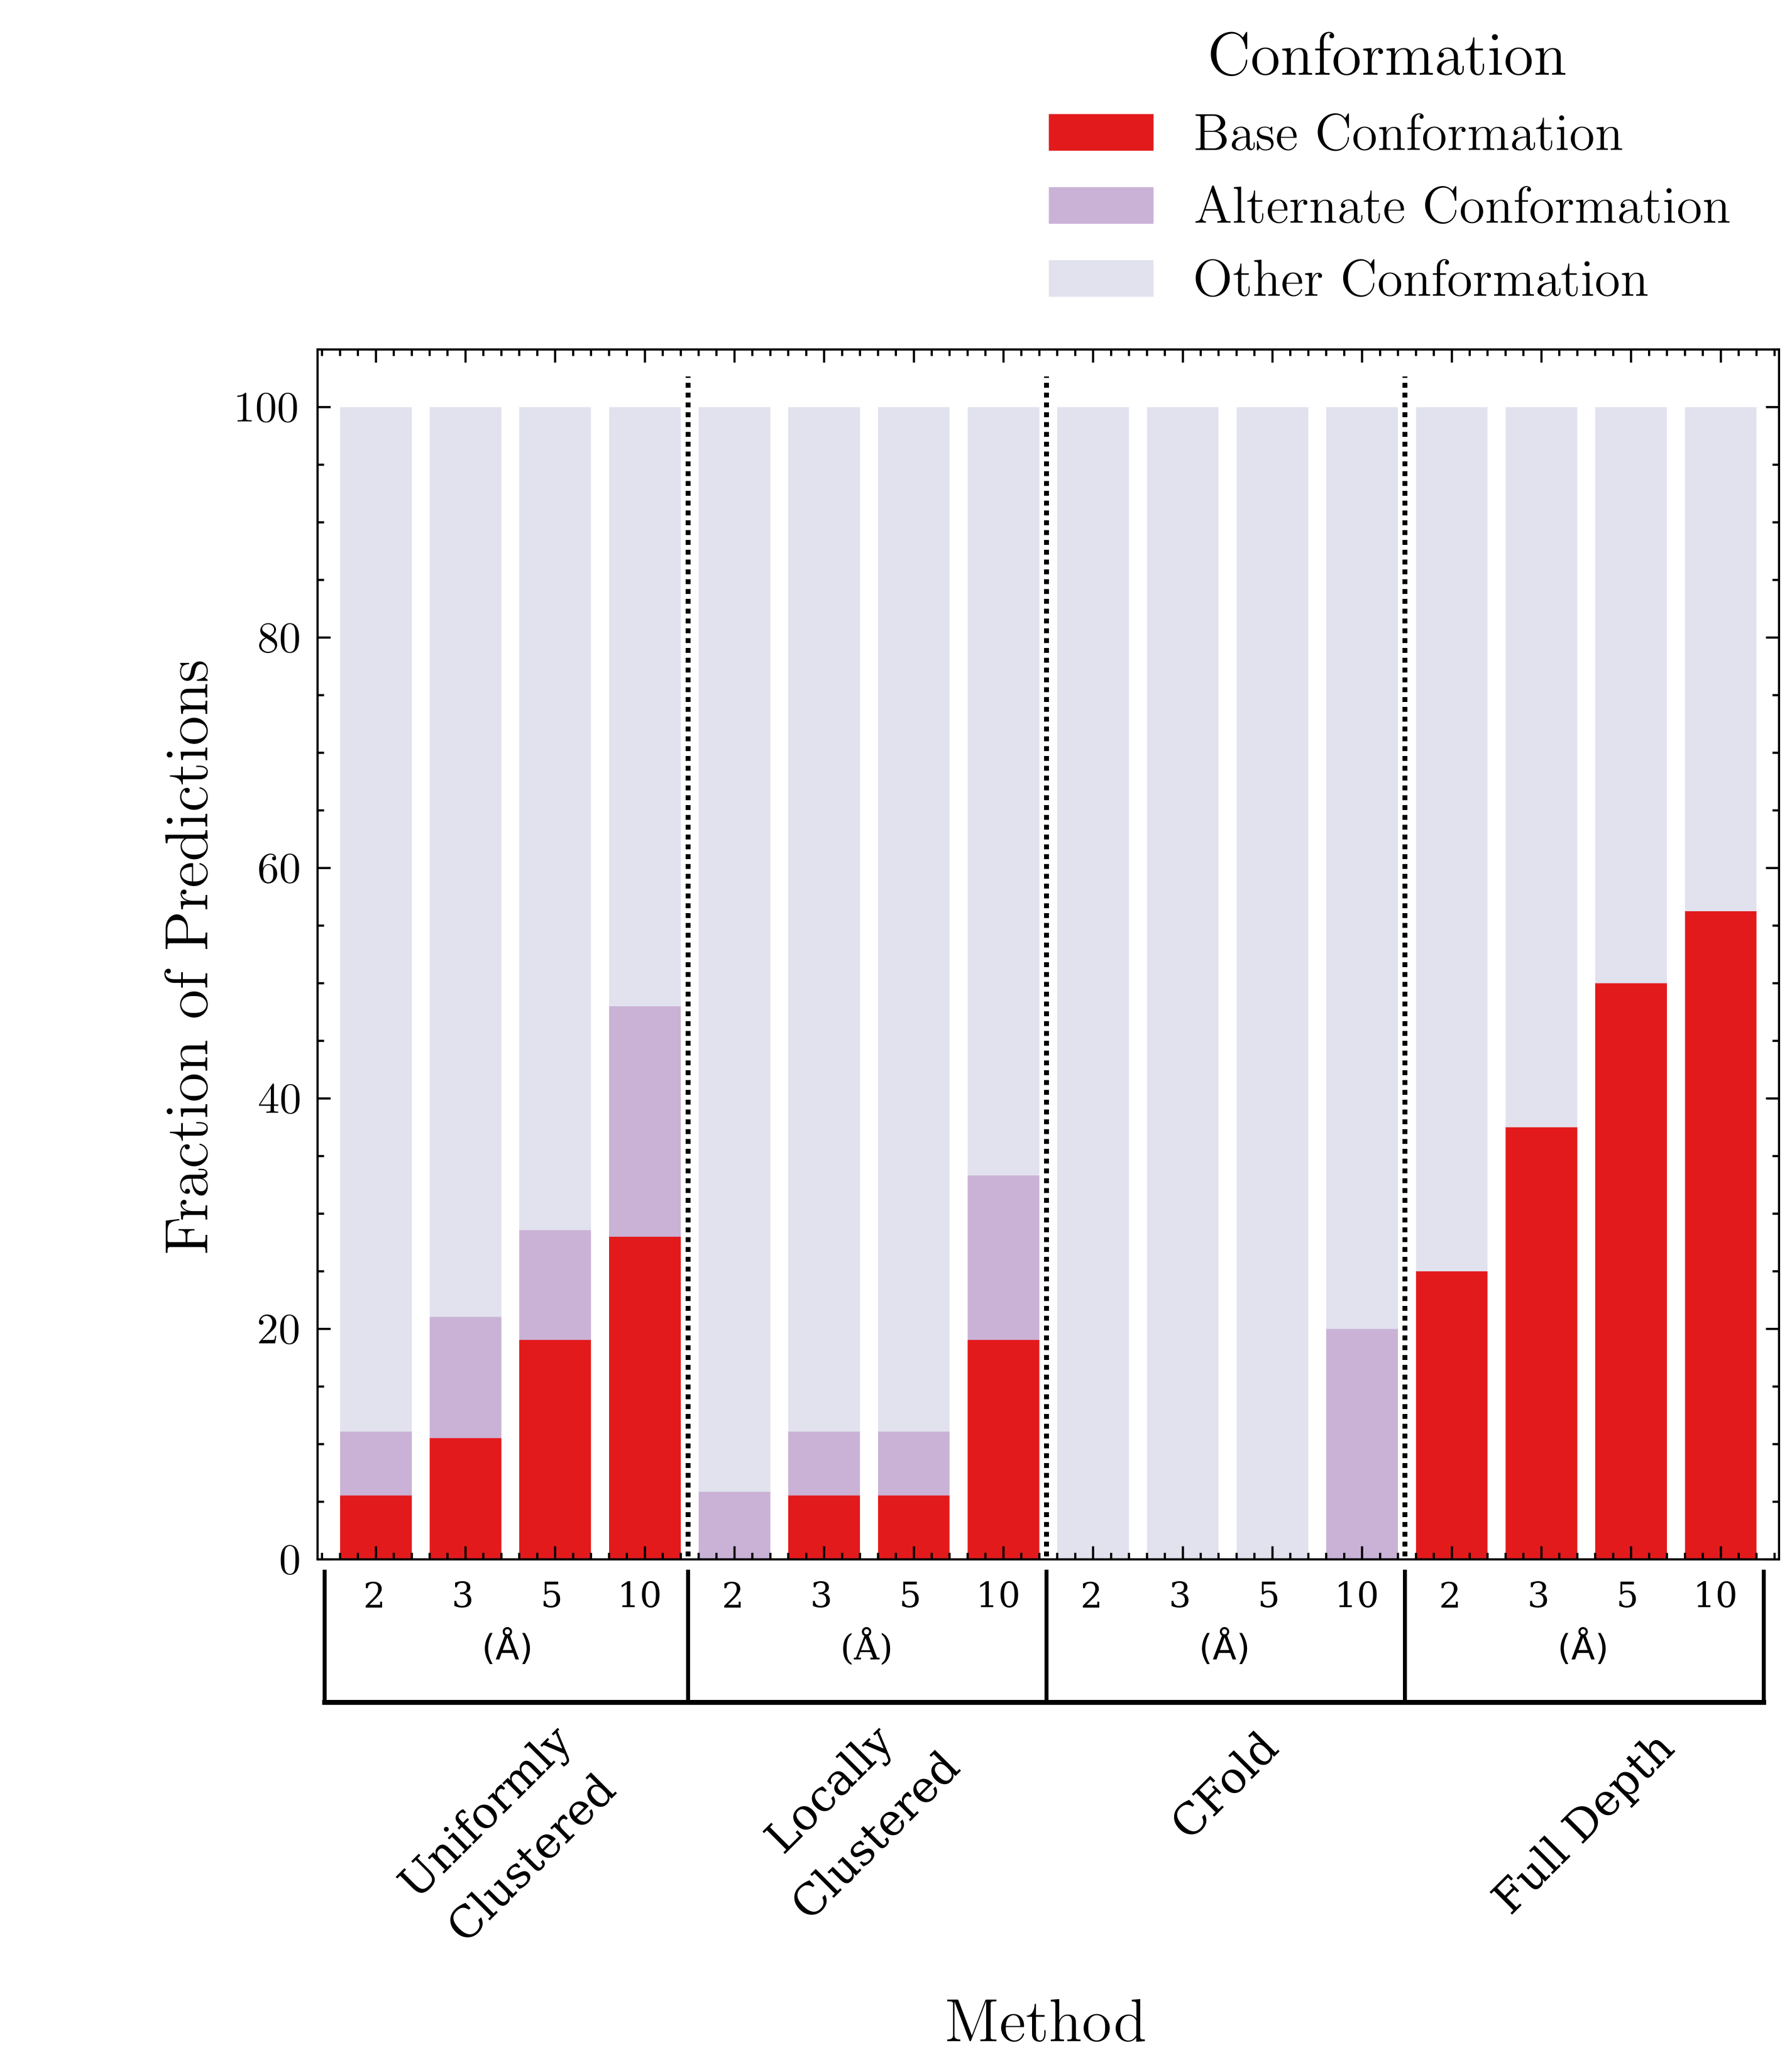 Conformation
Base Conformation
Alternate Conformation
Other Conformation
Fraction of Predictions
100
80
60
40
20
0
2 3 5 10 2 3 5 10 2 3 5 10 2 3 5 10
(Å) (Å) (Å) (Å)
Uniformly
Clustered
Locally
Clustered
CFold
Full Depth
Method